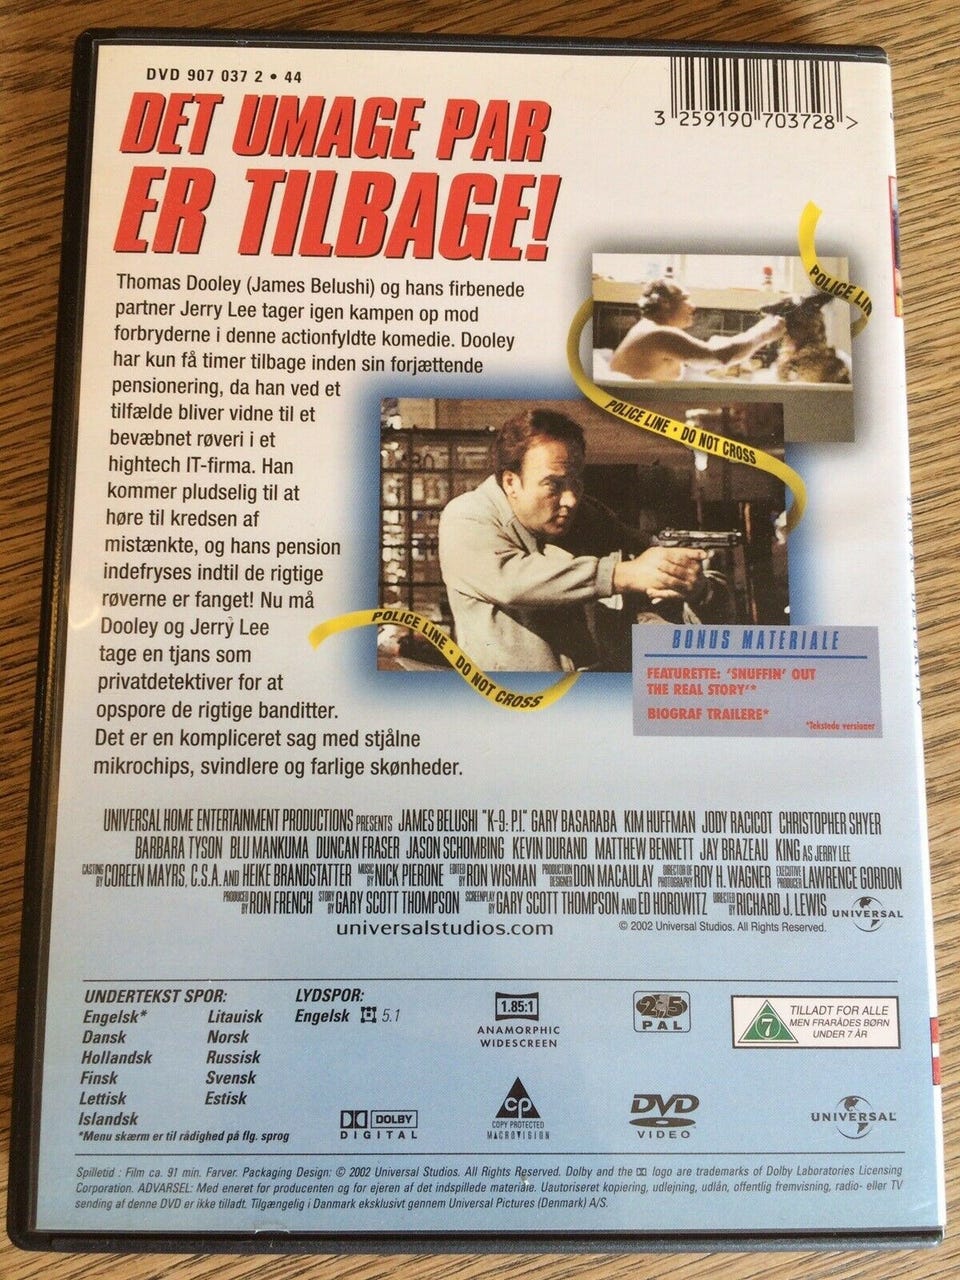 DVD 907 037 2 • 44
3 259190 703728 >
DET UMAGE PAR
ER TILBAGE!
Thomas Dooley (James Belushi) og hans firbenede
partner Jerry Lee tager igen kampen op mod
forbryderne i denne actionfyldte komedie. Dooley
har kun få timer tilbage inden sin forjættende
pensionering, da han ved et
tilfælde bliver vidne til et
bevæbnet røveri i et
hightech IT-firma. Han
kommer pludselig til at
høre til kredsen af
mistænkte, og hans pension
indefryses indtil de rigtige
røverne er fanget! Nu må
Dooley og Jerry Lee
tage en tjans som
privatdetektiver for at
opspore de rigtige banditter.
Det er en kompliceret sag med stjålne
mikrochips, svindlere og farlige skønheder.
POLICE LIN
POLICE LINE • DO NOT CROSS
POLICE LINE • DO NOT CROSS
BONUS MATERIALE
FEATURETTE: 'SNUFFIN' OUT
THE REAL STORY'*
BIOGRAF TRAILERE*
*Tekstede versioner
UNIVERSAL HOME ENTERTAINMENT PRODUCTIONS PRESENTS JAMES BELUSHI "K-9: P.I." GARY BASARABA KIM HUFFMAN JODY RACICOT CHRISTOPHER SHYER
BARBARA TYSON BLU MANKUMA DUNCAN FRASER JASON SCHOMBING KEVIN DURAND MATTHEW BENNETT JAY BRAZEAU KING AS JERRY LEE
CASTING BY COREEN MAYRS, C.S.A. AND HEIKE BRANDSTATTER MUSIC BY NICK PIERONE EDITED BY RON WISMAN PRODUCTION DESIGNER DON MACAULAY DIRECTOR OF PHOTOGRAPHY ROY H. WAGNER EXECUTIVE PRODUCER LAWRENCE GORDON
PRODUCED BY RON FRENCH STORY BY GARY SCOTT THOMPSON SCREENPLAY BY GARY SCOTT THOMPSON AND ED HOROWITZ DIRECTED BY RICHARD J. LEWIS
UNIVERSAL
universalstudios.com
© 2002 Universal Studios. All Rights Reserved.
UNDERTEKST SPOR:
Engelsk* Litauisk
Dansk Norsk
Hollandsk Russisk
Finsk Svensk
Lettisk Estisk
Islandsk
*Menu skærm er til rådighed på flg. sprog
LYDSPOR:
Engelsk 5.1
1.85:1
ANAMORPHIC
WIDESCREEN
2 5
PAL
7
TILLADT FOR ALLE
MEN FRARÅDES BØRN
UNDER 7 ÅR
DOLBY
DIGITAL
CP
COPY PROTECTED
MACROVISION
DVD
VIDEO
UNIVERSAL
Spilletid : Film ca. 91 min. Farver. Packaging Design: © 2002 Universal Studios. All Rights Reserved. Dolby and the logo are trademarks of Dolby Laboratories Licensing
Corporation. ADVARSEL: Med eneret for producenten og for ejeren af det indspillede materiale. Uautoriseret kopiering, udlejning, udlån, offentlig fremvisning, radio- eller TV
sending af denne DVD er ikke tilladt. Tilgængelig i Danmark eksklusivt gennem Universal Pictures (Denmark) A/S.